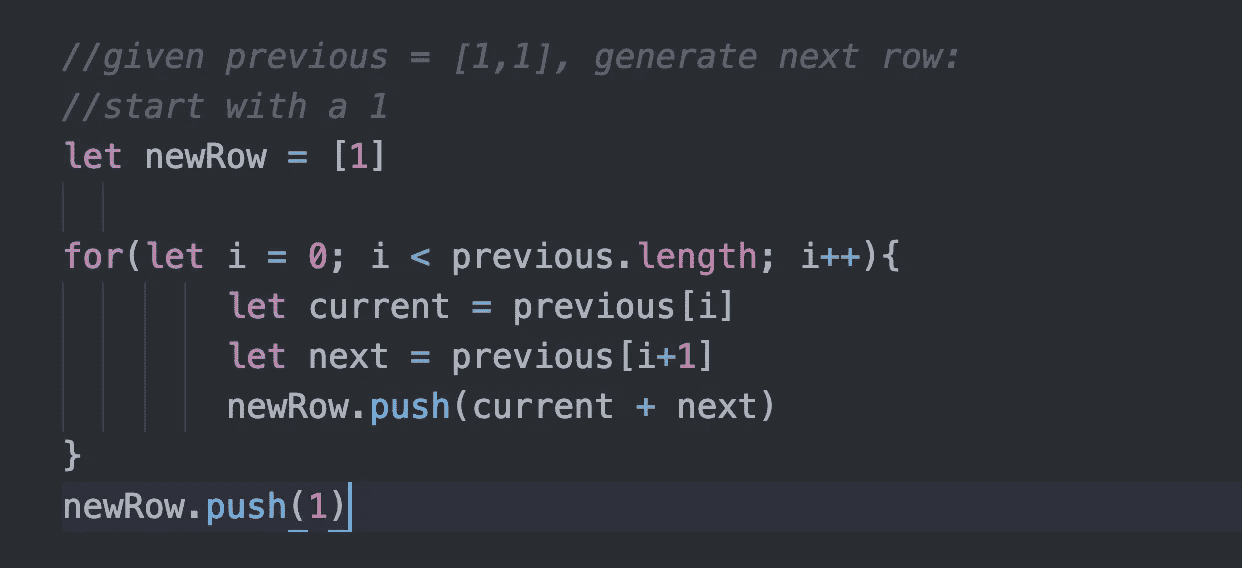 //given previous = [1,1], generate next row:
//start with a 1
let newRow = [1]
for(let i = 0; i < previous.length; i++){
let current = previous[i]
let next = previous[i+1]
newRow.push(current + next)
}
newRow.push(1)